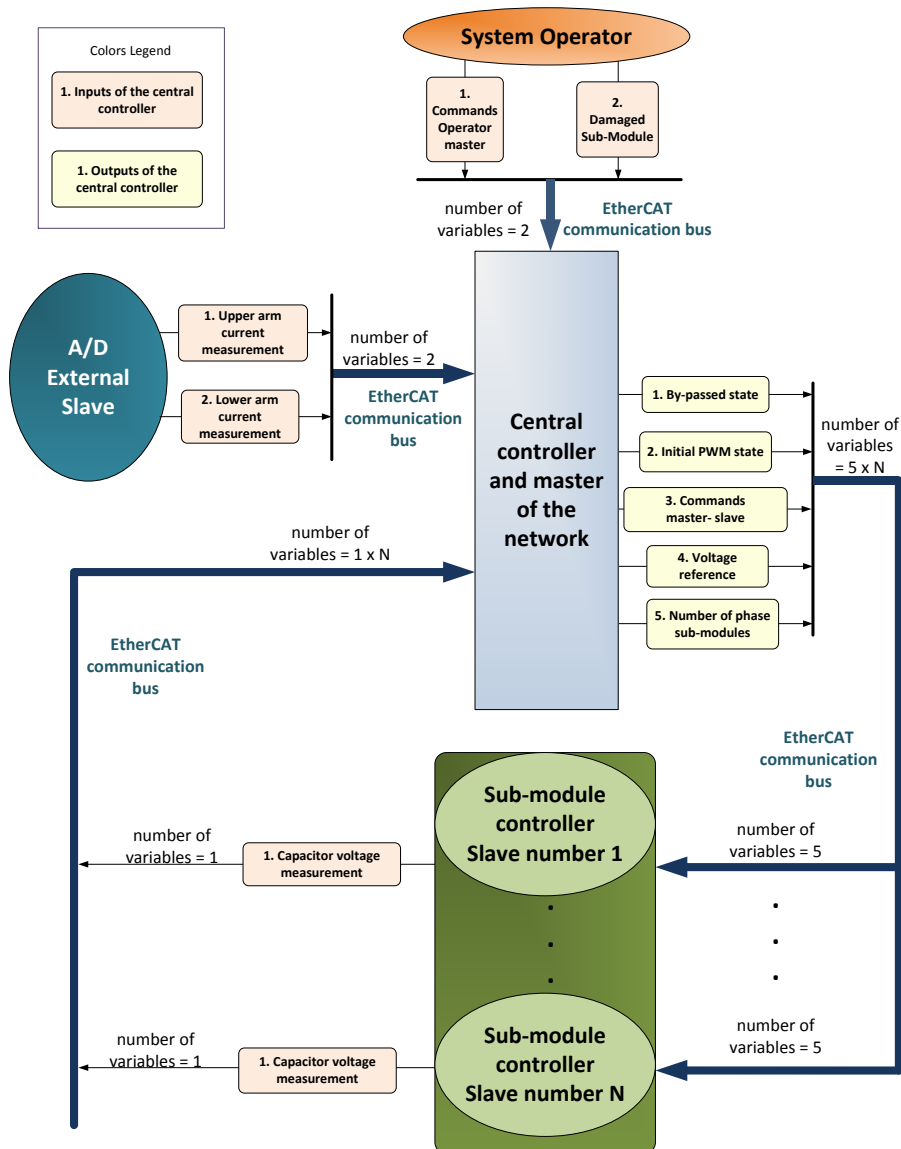 System Operator
Colors Legend
1. Inputs of the central
controller
1. Outputs of the
central controller
1.
Commands
Operator
master
2.
Damaged
Sub-Module
number of
variables = 2
EtherCAT
communication bus
A/D
External
Slave
1. Upper arm
current
measurement
2. Lower arm
current
measurement
number of
variables = 2
EtherCAT
communication
bus
Central
controller
and master
of the
network
1. By-passed state
2. Initial PWM state
3. Commands
master- slave
4. Voltage
reference
5. Number of phase
sub-modules
number of
variables
= 5 x N
number of
variables = 1 x N
EtherCAT
communication
bus
EtherCAT
communication
bus
Sub-module
controller
Slave number 1
number of
variables = 1
1. Capacitor voltage
measurement
number of
variables = 5
Sub-module
controller
Slave number N
number of
variables = 1
1. Capacitor voltage
measurement
number of
variables = 5